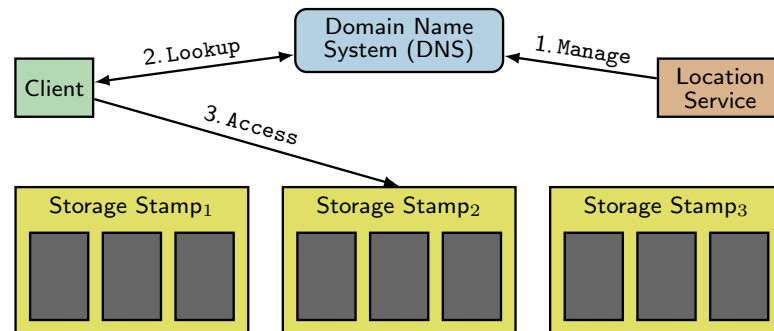 Domain Name
System (DNS)
2. Lookup
1. Manage
Client
Location
Service
3. Access
Storage Stamp₁
Storage Stamp₂
Storage Stamp₃